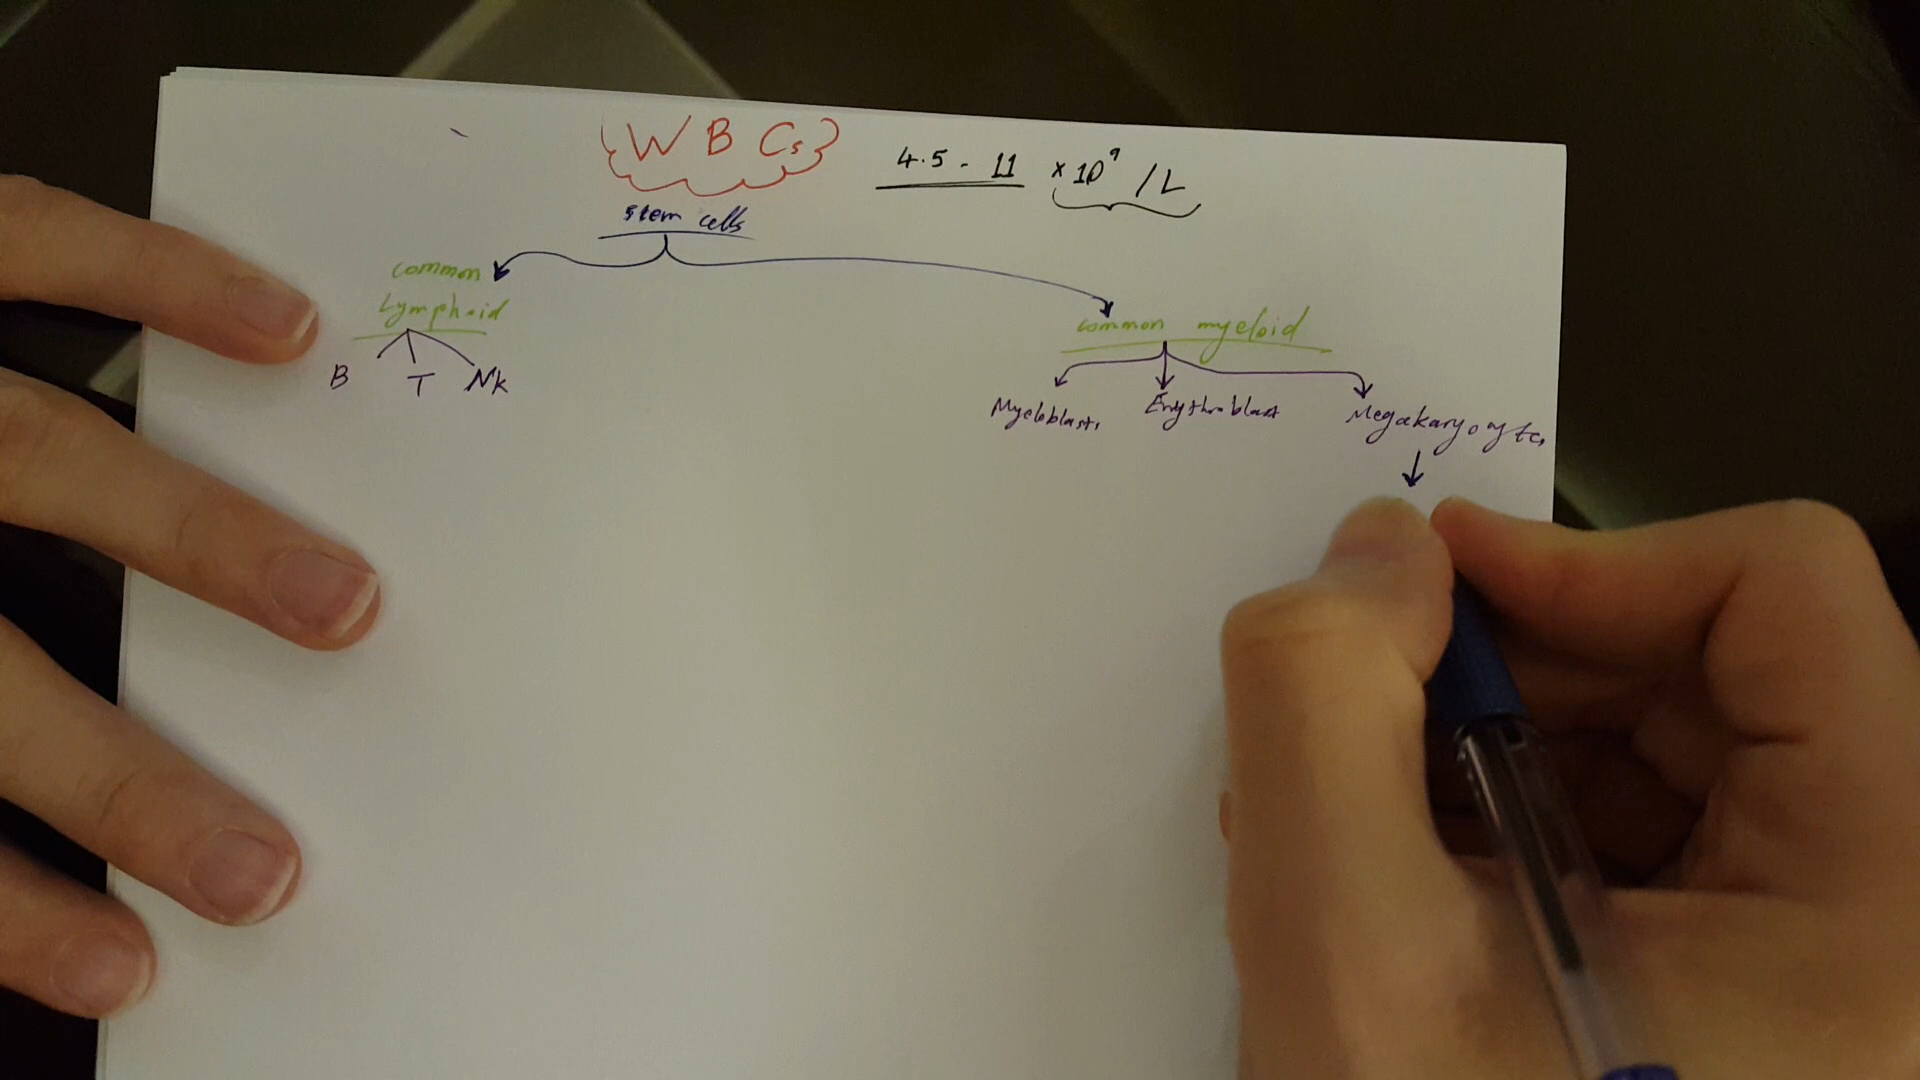 WBCs 4.5 - 11 ×10⁹ /L
stem cells
common
Lymphoid
B T NK
common myeloid
Myeloblasts Erythroblast Megakaryocytes